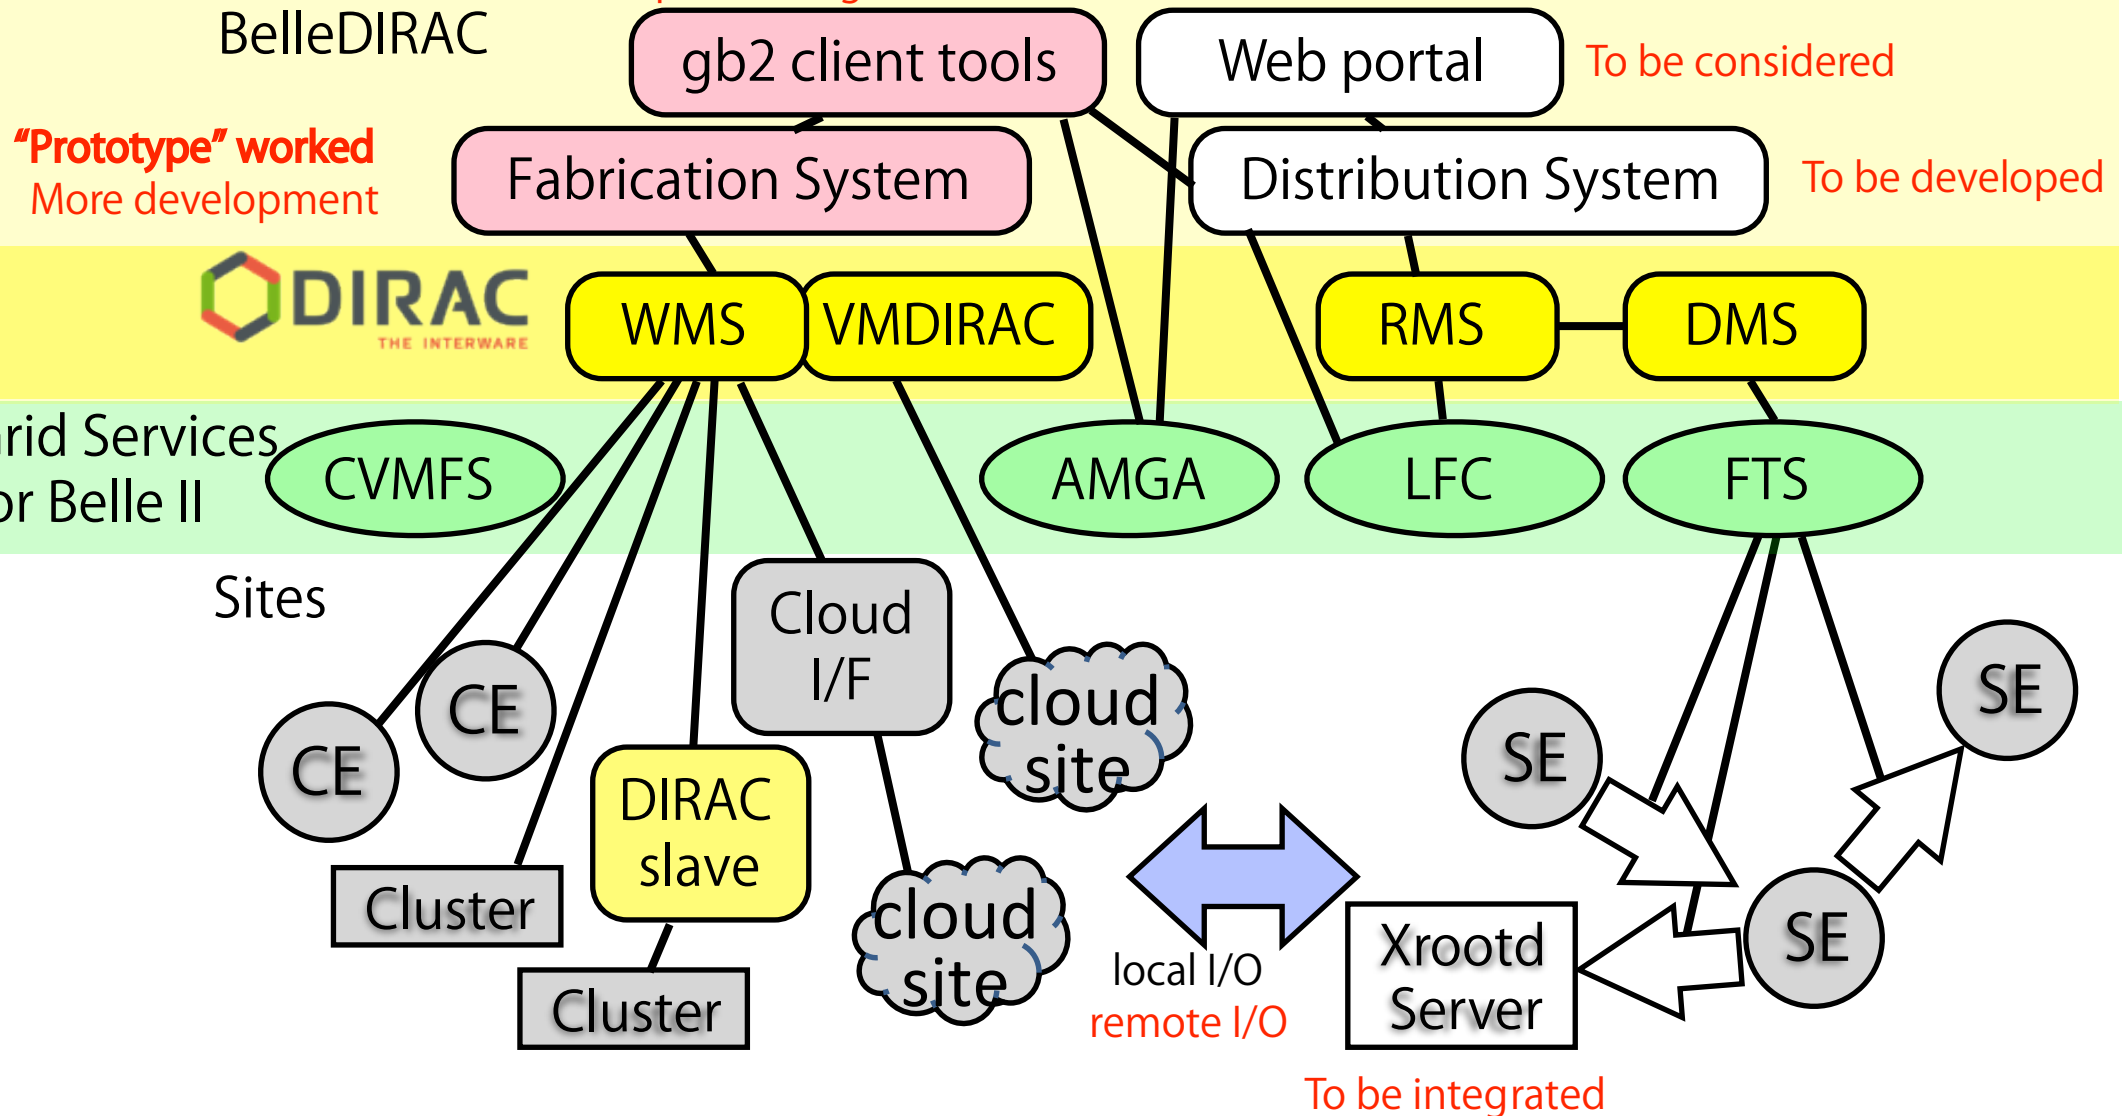 BelleDIRAC
gb2 client tools
Web portal
To be considered
"Prototype" worked
More development
Fabrication System
Distribution System
To be developed
DIRAC
THE INTERWARE
WMS
VMDIRAC
RMS
DMS
rid Services
or Belle II
CVMFS
AMGA
LFC
FTS
Sites
Cloud
I/F
CE
CE
cloud
site
SE
SE
DIRAC
slave
Cluster
cloud
site
Cluster
local I/O
remote I/O
Xrootd
Server
SE
To be integrated